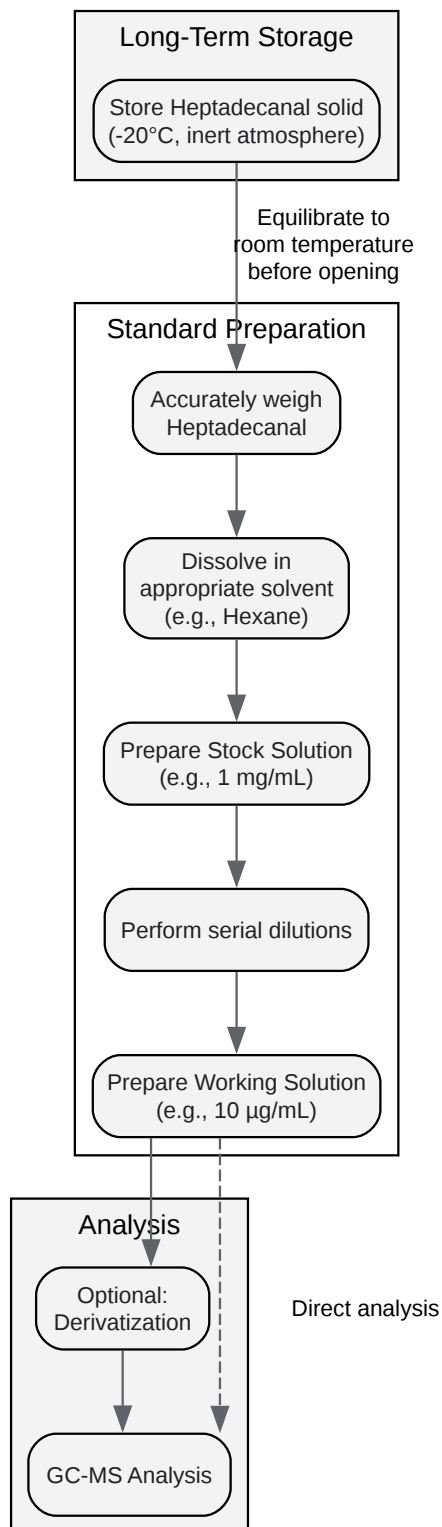 Long-Term Storage
Store Heptadecanal solid
(-20°C, inert atmosphere)
Equilibrate to
room temperature
before opening
Standard Preparation
Accurately weigh
Heptadecanal
Dissolve in
appropriate solvent
(e.g., Hexane)
Prepare Stock Solution
(e.g., 1 mg/mL)
Perform serial dilutions
Prepare Working Solution
(e.g., 10 µg/mL)
Analysis
Optional:
Derivatization
Direct analysis
GC-MS Analysis